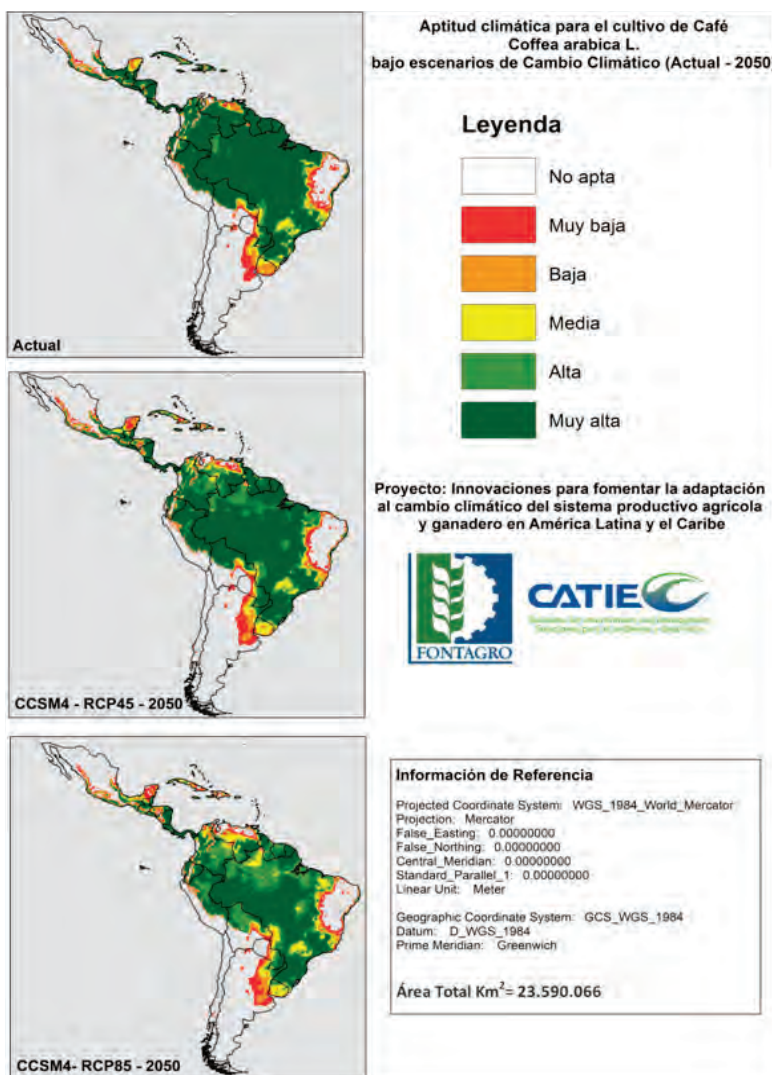 Aptitud climática para el cultivo de Café
Coffea arabica L.
bajo escenarios de Cambio Climático (Actual - 2050
Leyenda
No apta
Muy baja
Baja
Media
Alta
Muy alta
Actual
CCSM4 - RCP45 - 2050
CCSM4- RCP85 - 2050
Proyecto: Innovaciones para fomentar la adaptación
al cambio climático del sistema productivo agrícola
y ganadero en América Latina y el Caribe
FONTAGRO
CATIE
Información de Referencia
Projected Coordinate System: WGS_1984_World_Mercator
Projection: Mercator
False_Easting: 0.00000000
False_Northing: 0.00000000
Central_Meridian: 0.00000000
Standard_Parallel_1: 0.00000000
Linear Unit: Meter
Geographic Coordinate System: GCS_WGS_1984
Datum: D_WGS_1984
Prime Meridian: Greenwich
Área Total Km²= 23.590.066